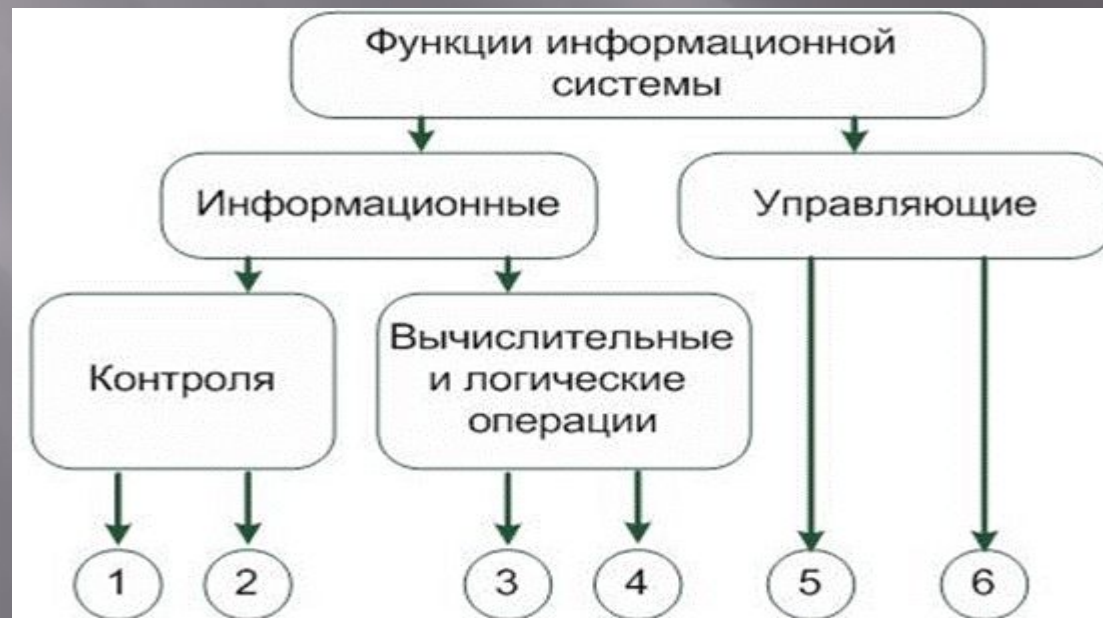 Функции информационной
системы
Информационные
Управляющие
Контроля
Вычислительные
и логические
операции
1
2
3
4
5
6